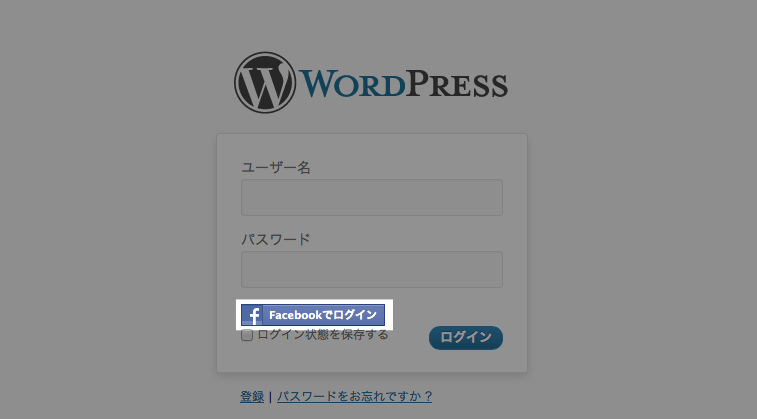 WORDPRESS
ユーザー名
パスワード
Facebookでログイン
ログイン状態を保存する
ログイン
登録 | パスワードをお忘れですか ?